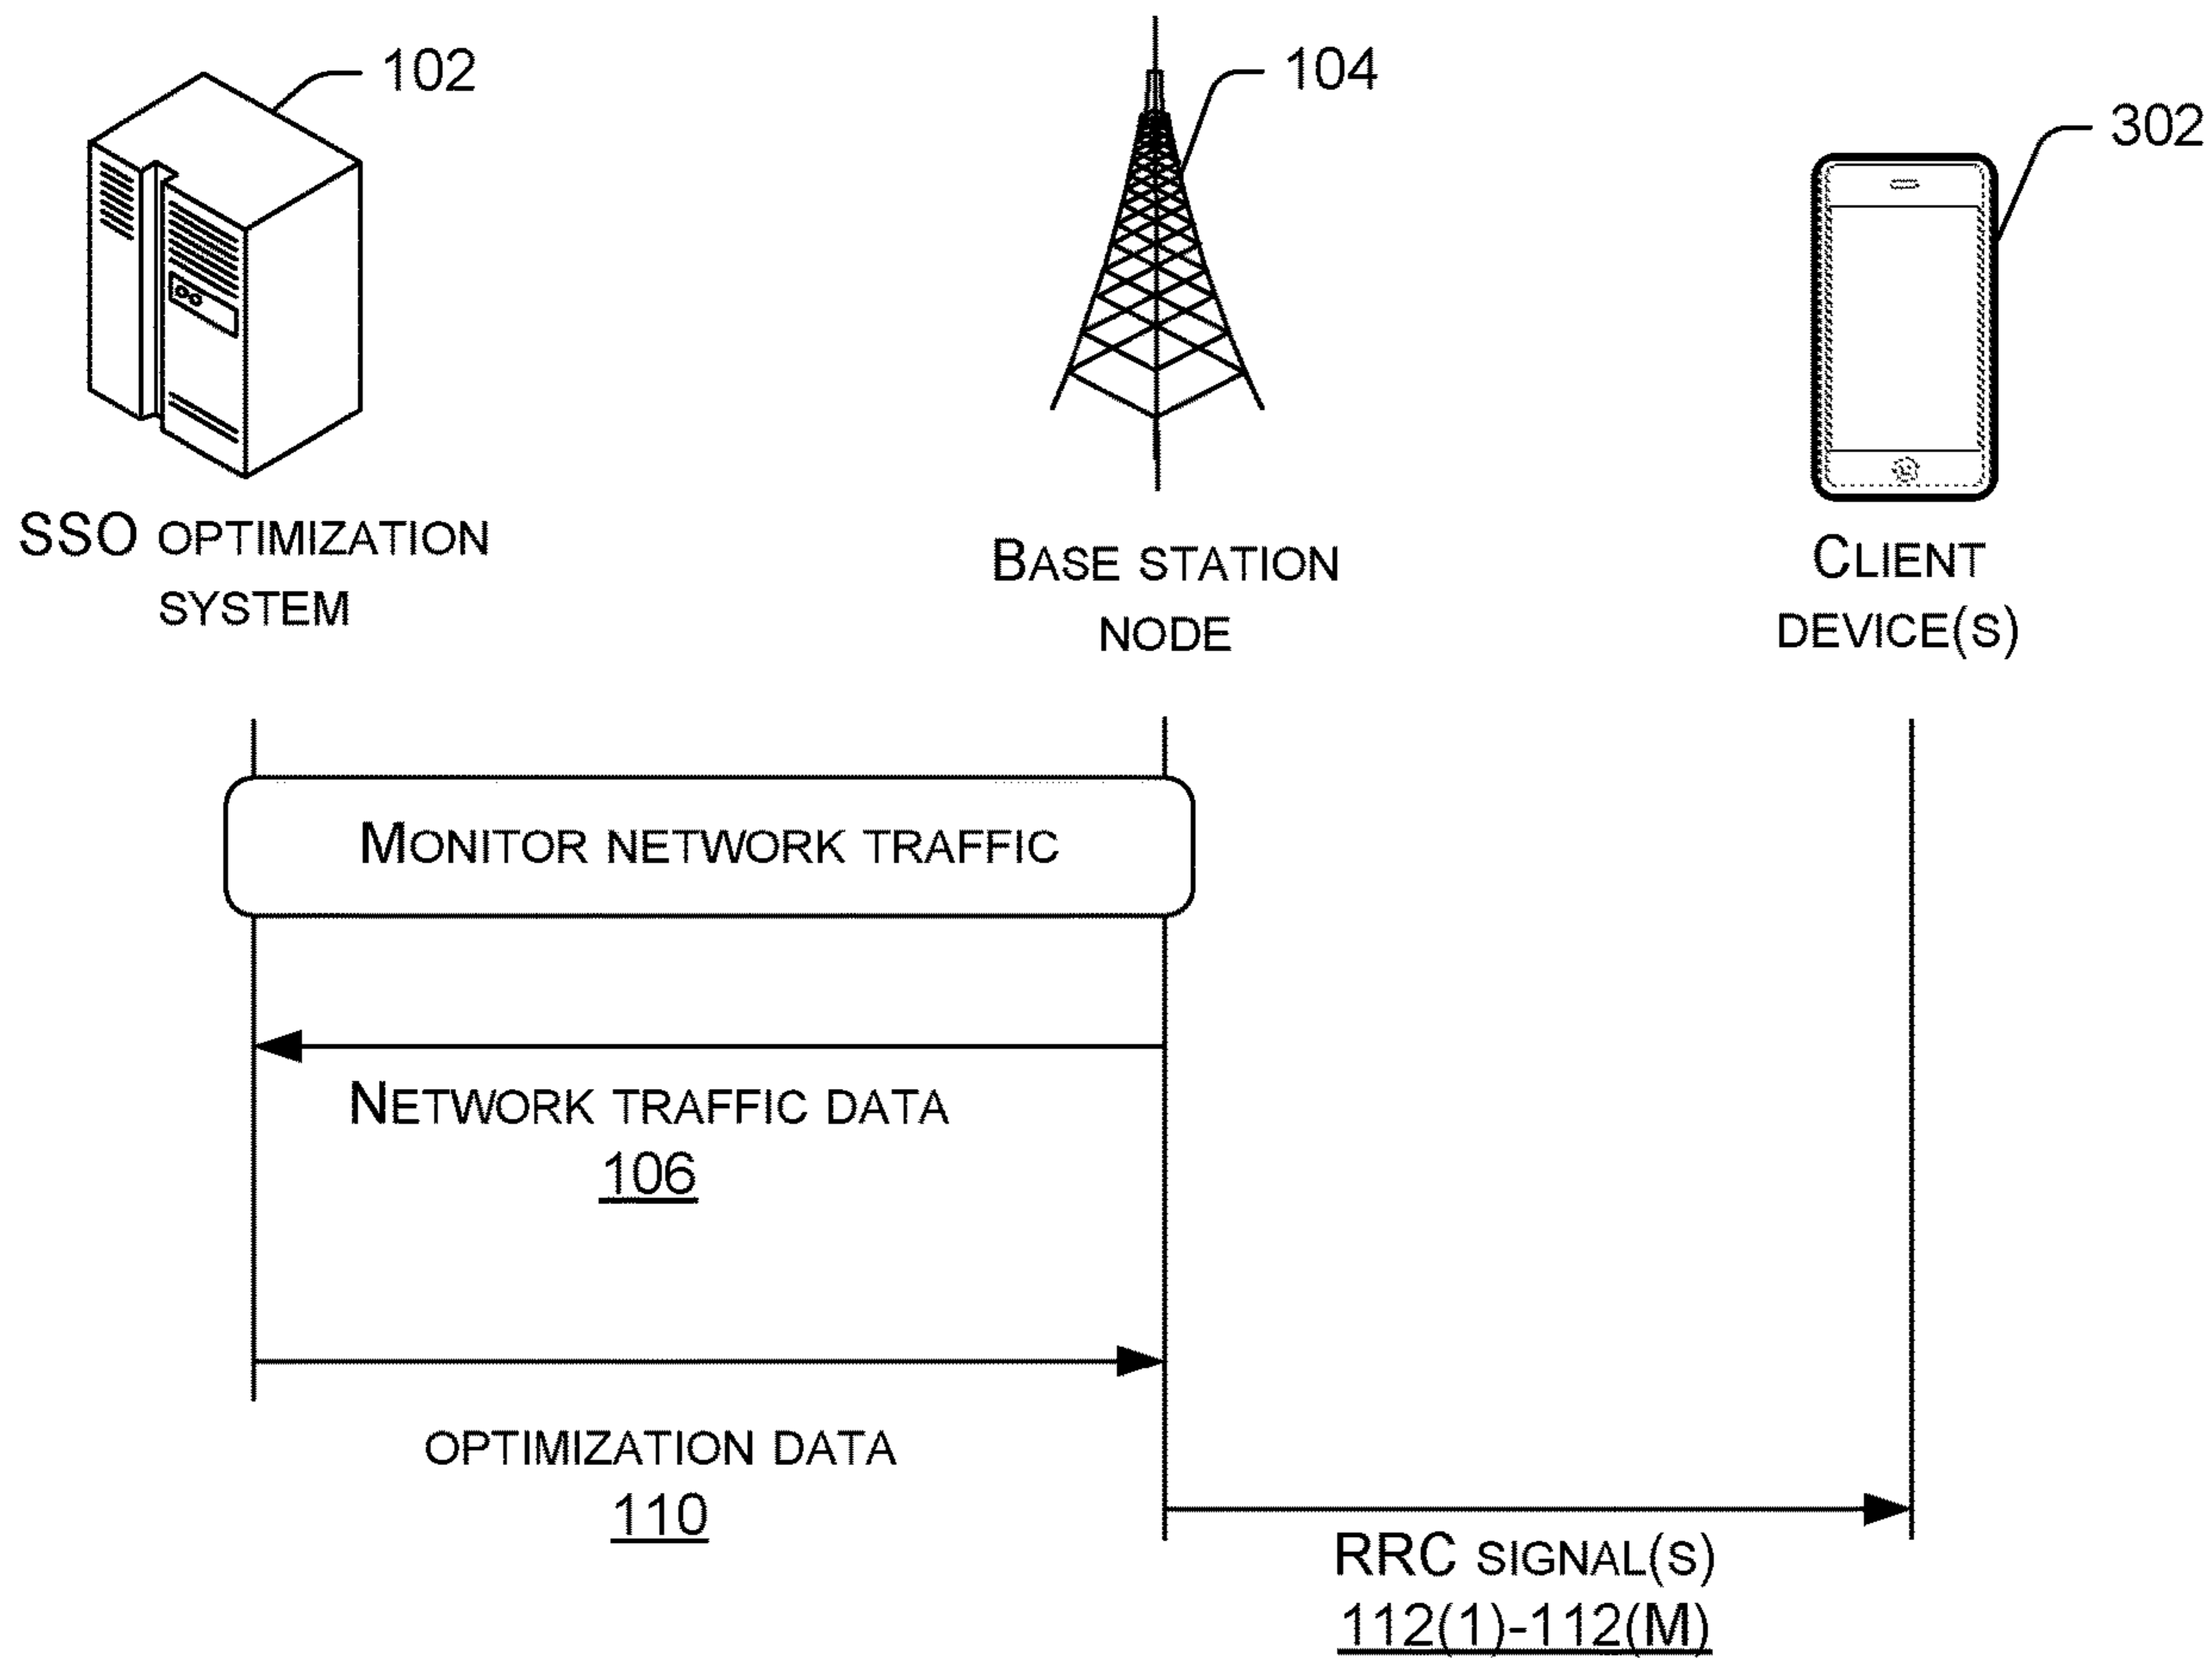 102
104
302
SSO OPTIMIZATION
SYSTEM
BASE STATION
NODE
CLIENT
DEVICE(S)
MONITOR NETWORK TRAFFIC
NETWORK TRAFFIC DATA
106
OPTIMIZATION DATA
110
RRC SIGNAL(S)
112(1)-112(M)